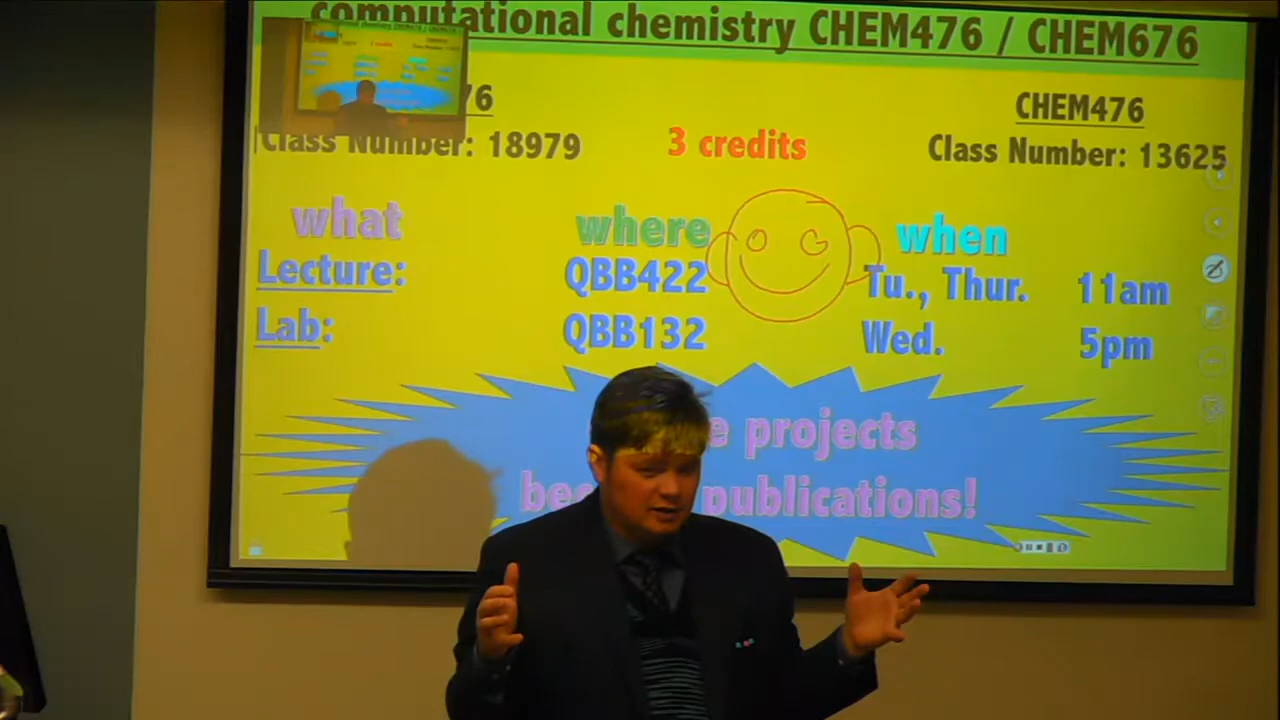 computational chemistry CHEM476 / CHEM676
76
CHEM476
Class Number: 18979
3 credits
Class Number: 13625
what
where
when
Lecture:
QBB422
Tu., Thur.
11am
Lab:
QBB132
Wed.
5pm
projects
publications!